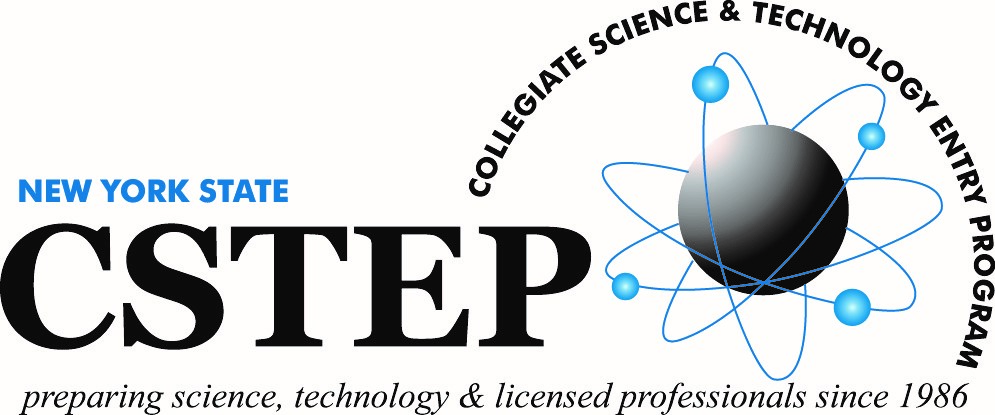 COLLEGIATE SCIENCE & TECHNOLOGY ENTRY PROGRAM
NEW YORK STATE
CSTEP
preparing science, technology & licensed professionals since 1986